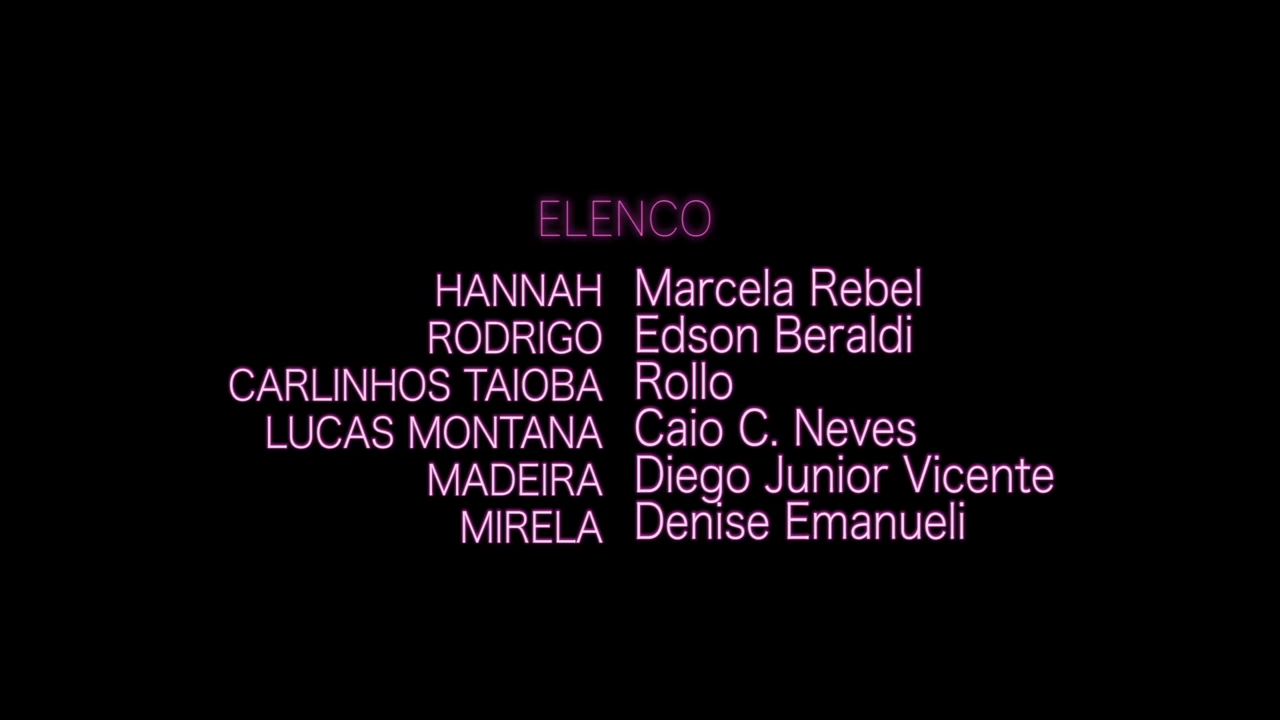 ELENCO
HANNAH Marcela Rebel
RODRIGO Edson Beraldi
CARLINHOS TAIOBA Rollo
LUCAS MONTANA Caio C. Neves
MADEIRA Diego Junior Vicente
MIRELA Denise Emanueli